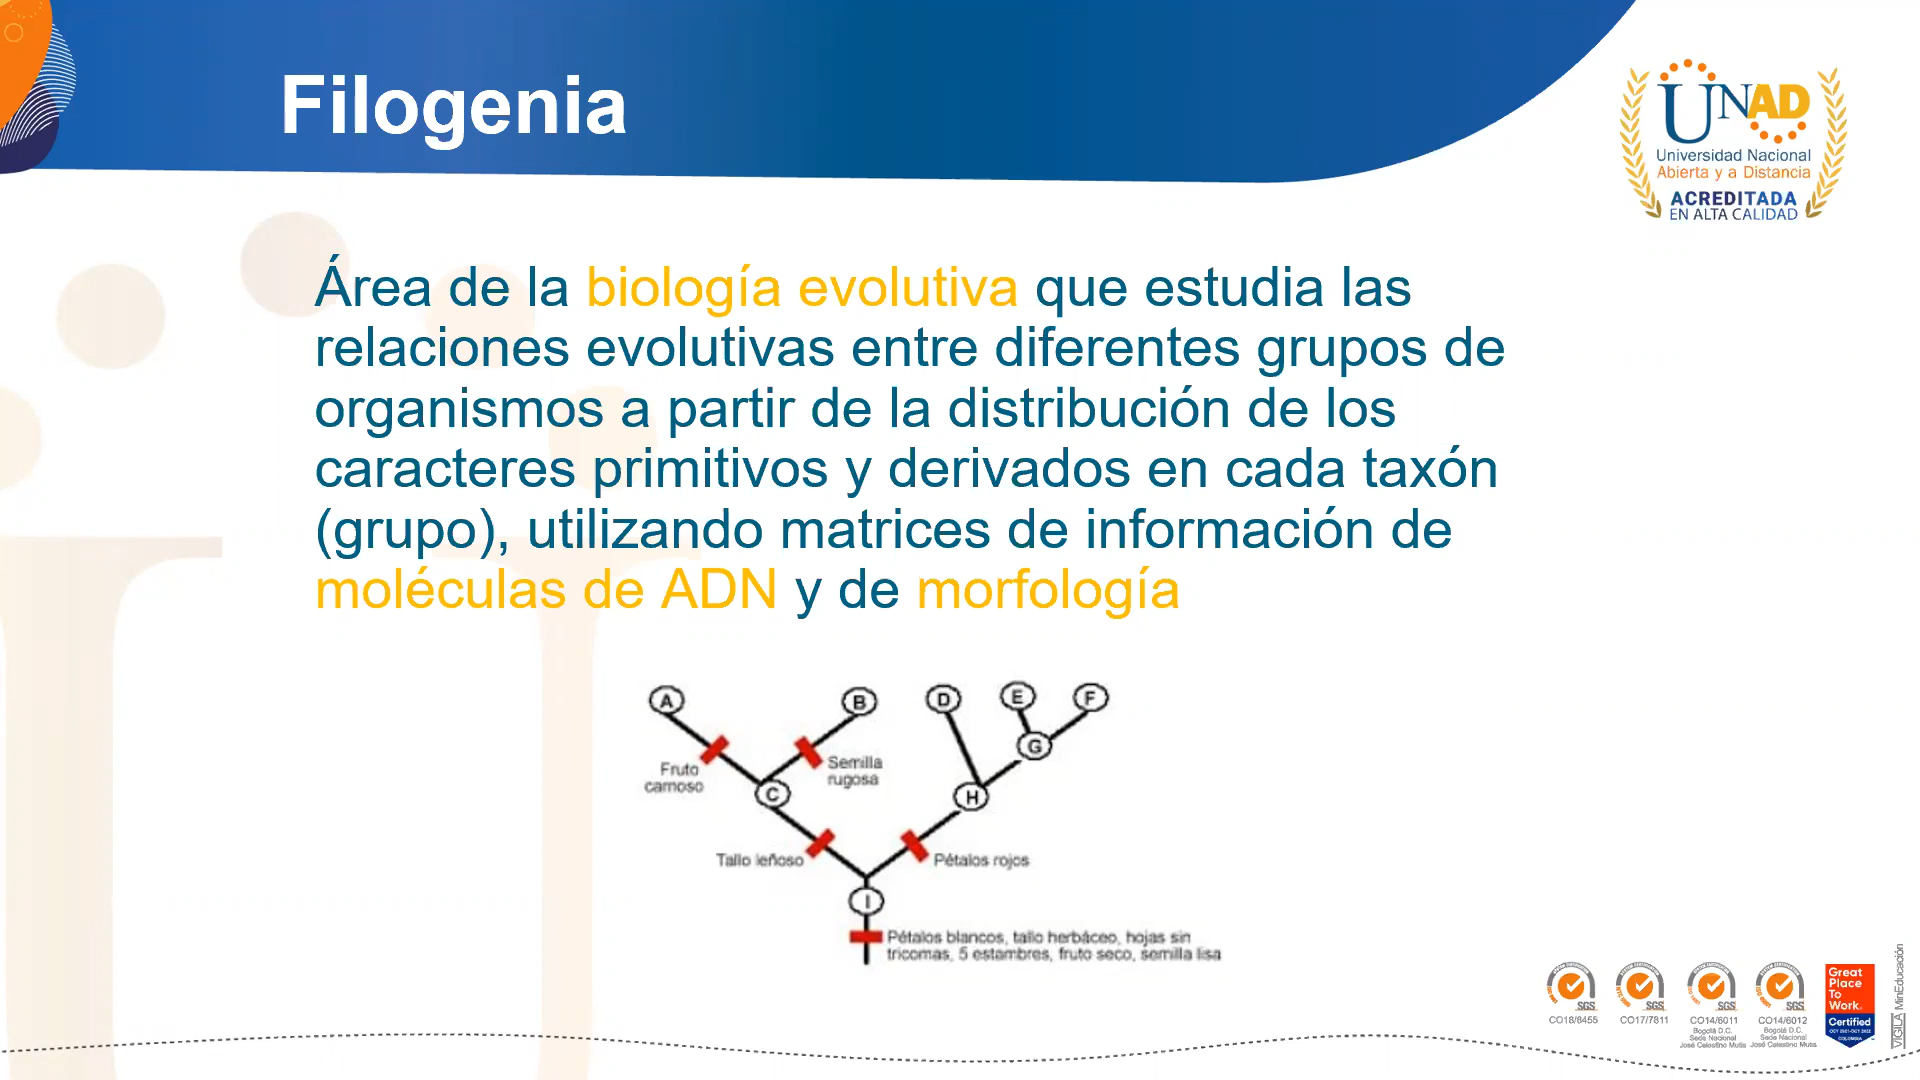 Filogenia
UNAD
Universidad Nacional
Abierta y a Distancia
ACREDITADA
EN ALTA CALIDAD
Área de la biología evolutiva que estudia las
relaciones evolutivas entre diferentes grupos de
organismos a partir de la distribución de los
caracteres primitivos y derivados en cada taxón
(grupo), utilizando matrices de información de
moléculas de ADN y de morfología
A
B
D
E
F
G
Fruto
carnoso
Semilla
rugosa
C
H
Tallo leñoso
Pétalos rojos
I
Pétalos blancos, tallo herbáceo, hojas sin
tricomas, 5 estambres, fruto seco, semilla lisa
SGS
SGS
SGS
SGS
CO18/8455
CO17/7811
CO14/6011
CO14/6012
Bogotá D.C.
Sede Nacional
José Celestino Mutis
Bogotá D.C.
Sede Nacional
José Celestino Mutis
Great
Place
To
Work.
Certified
OCT 2021-OCT 2022
COLOMBIA
VIGILADA MinEducación